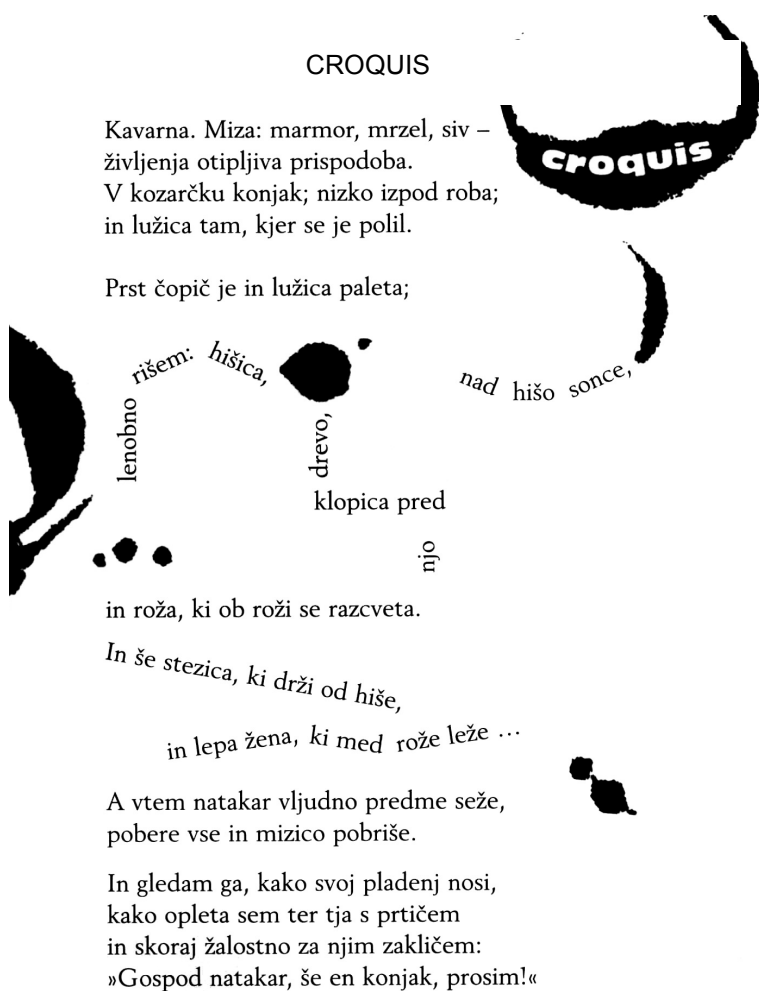 CROQUIS
croquis
Kavarna. Miza: marmor, mrzel, siv –
življenja otipljiva prispodoba.
V kozarčku konjak; nizko izpod roba;
in lužica tam, kjer se je polil.
Prst čopič je in lužica paleta;
lenobno rišem: hišica,
drevo,
nad hišo sonce,
klopica pred
njo
in roža, ki ob roži se razcveta.
In še stezica, ki drži od hiše,
in lepa žena, ki med rože leže ...
A vtem natakar vljudno predme seže,
pobere vse in mizico pobriše.
In gledam ga, kako svoj pladenj nosi,
kako opleta sem ter tja s prtičem
in skoraj žalostno za njim zakličem:
»Gospod natakar, še en konjak, prosim!«